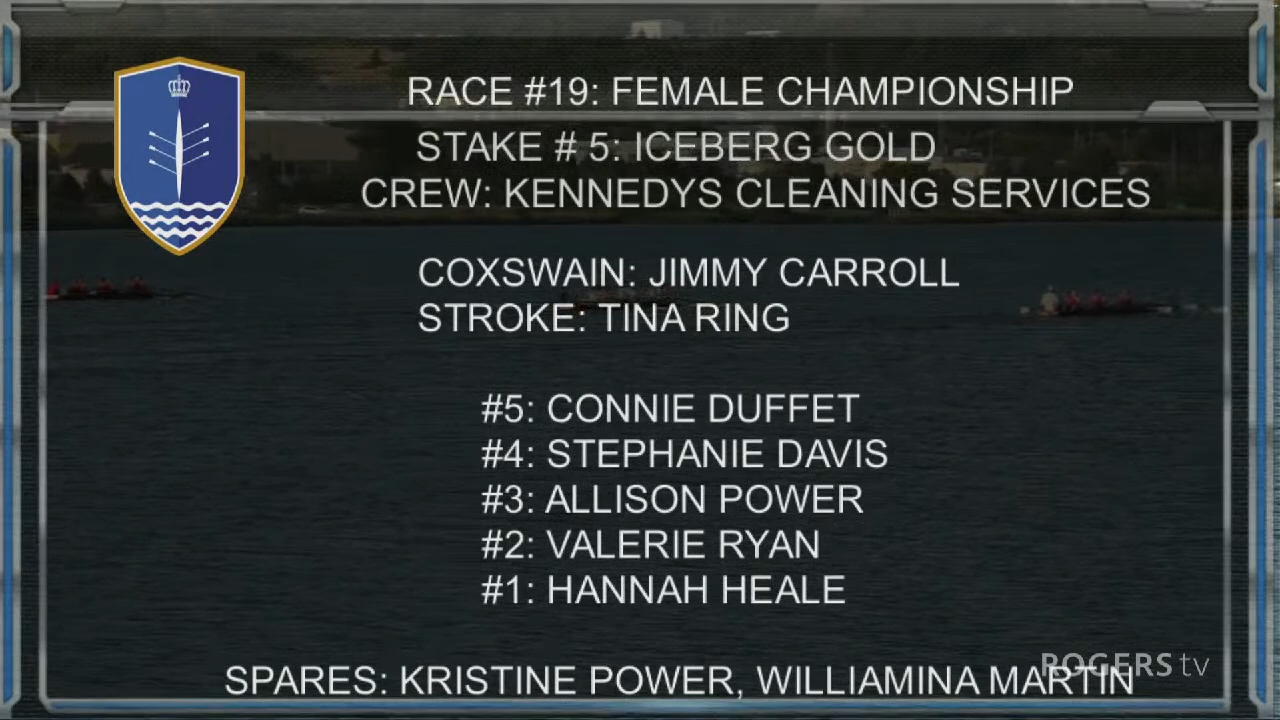 RACE #19: FEMALE CHAMPIONSHIP
STAKE # 5: ICEBERG GOLD
CREW: KENNEDYS CLEANING SERVICES
COXSWAIN: JIMMY CARROLL
STROKE: TINA RING
#5: CONNIE DUFFET
#4: STEPHANIE DAVIS
#3: ALLISON POWER
#2: VALERIE RYAN
#1: HANNAH HEALE
SPARES: KRISTINE POWER, WILLIAMINA MARTIN
ROGERS tv